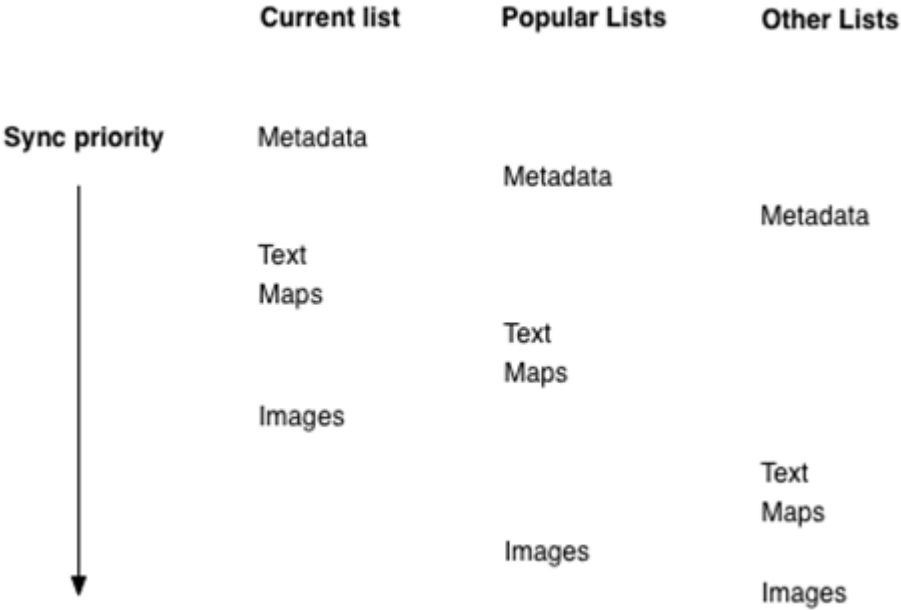 Current list Popular Lists Other Lists
Sync priority Metadata
Metadata
Metadata
Text
Maps
Text
Maps
Images
Text
Maps
Images
Images